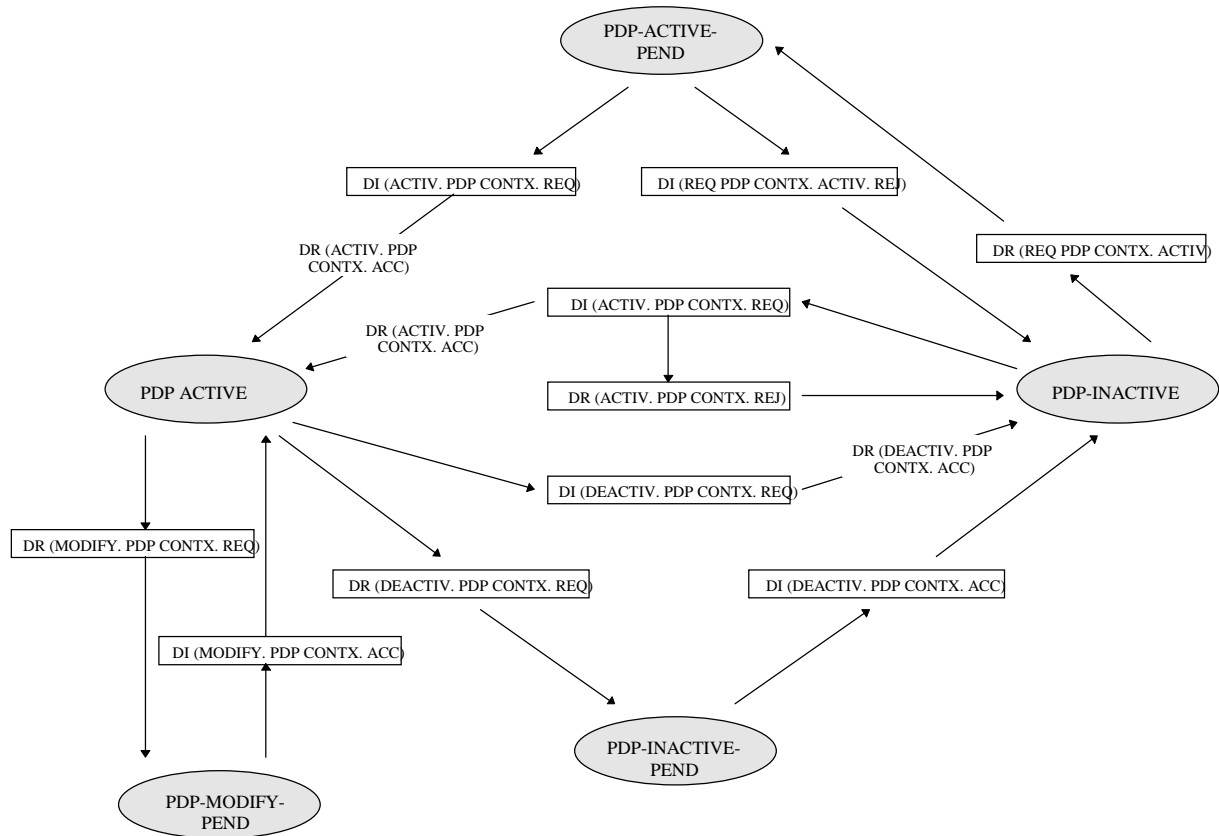 PDP-ACTIVE-
PEND
DI (ACTIV. PDP CONTX. REQ)
DI (REQ PDP CONTX. ACTIV. REJ)
DR (ACTIV. PDP
CONTX. ACC)
DR (REQ PDP CONTX. ACTIV)
DI (ACTIV. PDP CONTX. REQ)
DR (ACTIV. PDP
CONTX. ACC)
PDP ACTIVE
DR (ACTIV. PDP CONTX. REJ)
PDP-INACTIVE
DR (DEACTIV. PDP
CONTX. ACC)
DI (DEACTIV. PDP CONTX. REQ)
DR (MODIFY. PDP CONTX. REQ)
DR (DEACTIV. PDP CONTX. REQ)
DI (DEACTIV. PDP CONTX. ACC)
DI (MODIFY. PDP CONTX. ACC)
PDP-INACTIVE-
PEND
PDP-MODIFY-
PEND